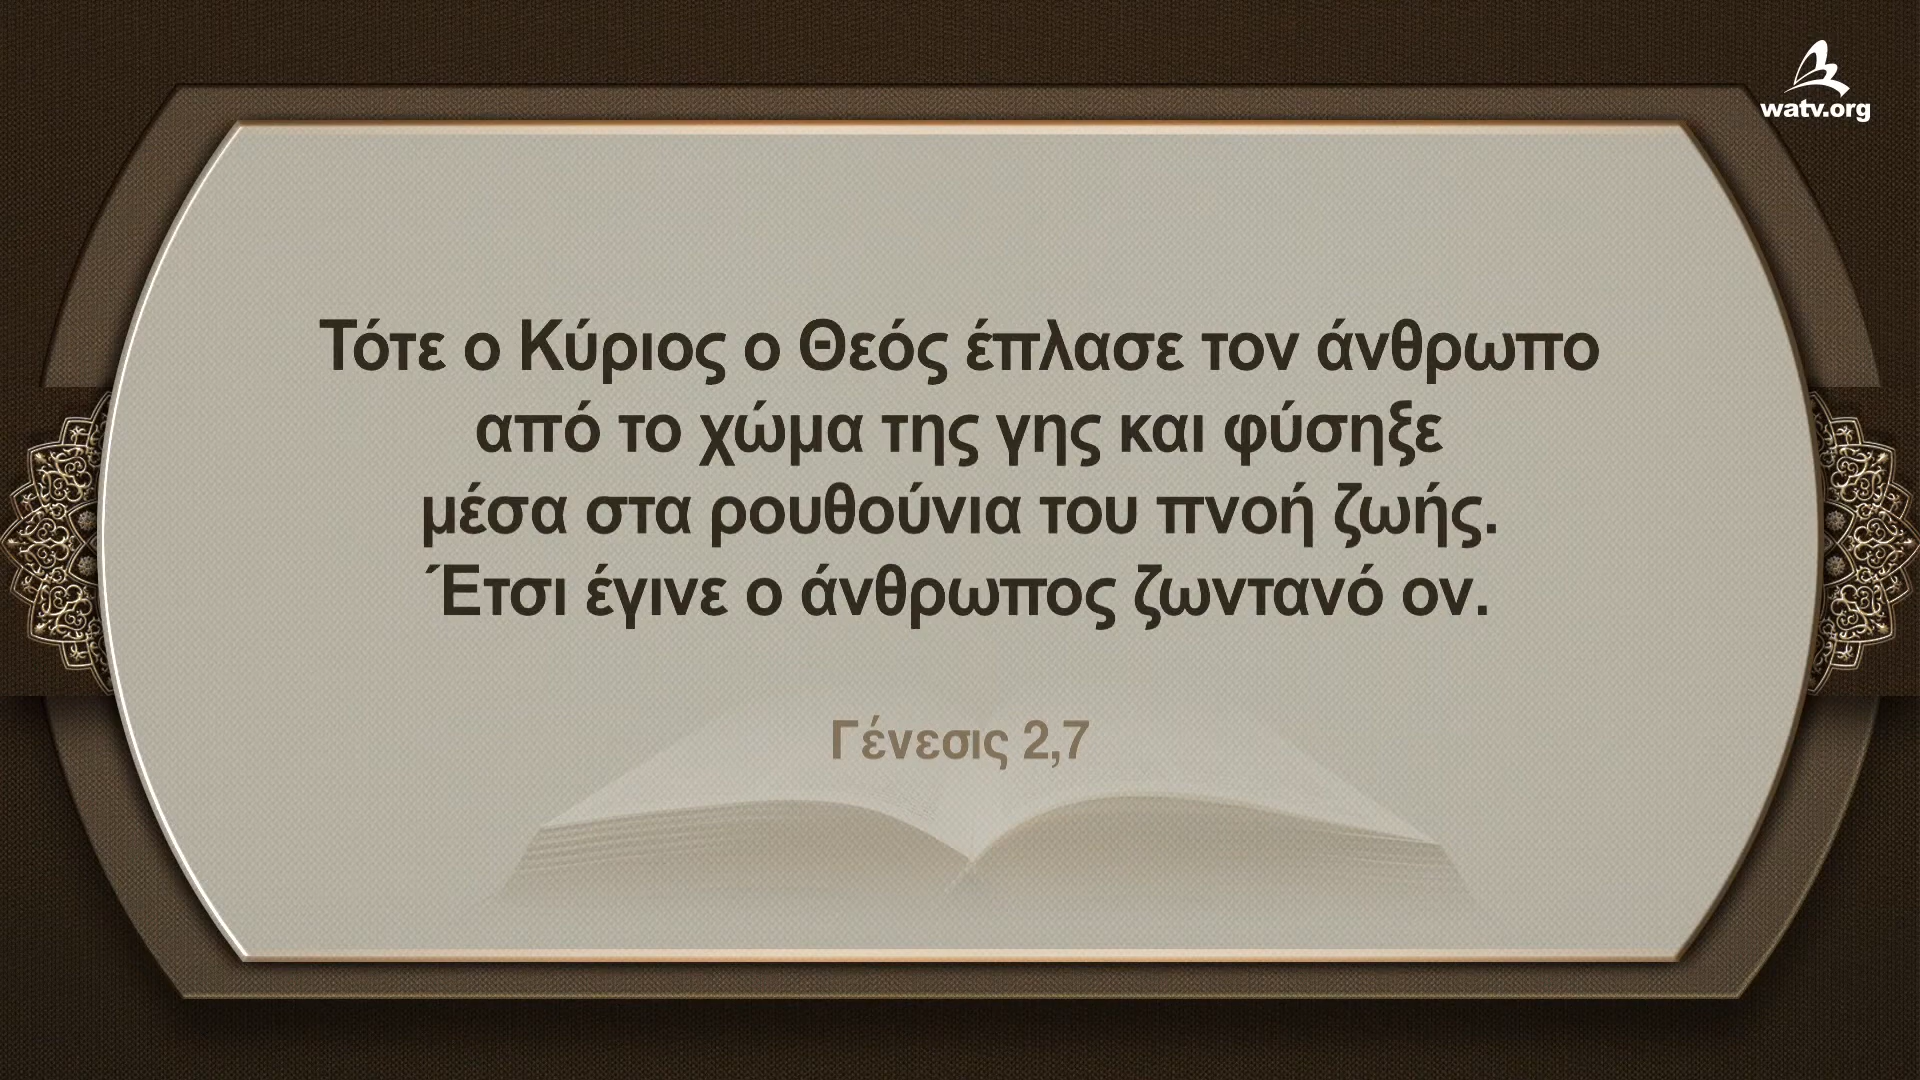 watv.org
Τότε ο Κύριος ο Θεός έπλασε τον άνθρωπο
από το χώμα της γης και φύσηξε
μέσα στα ρουθούνια του πνοή ζωής.
Έτσι έγινε ο άνθρωπος ζωντανό ον.
Γένεσις 2,7